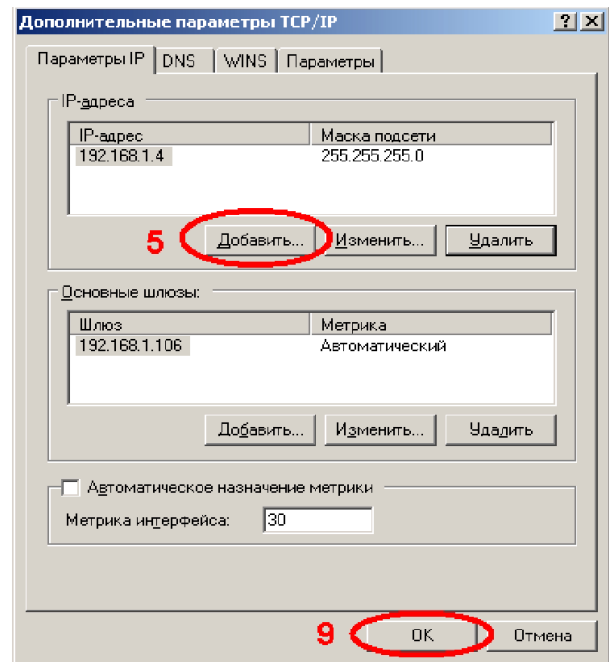 Дополнительные параметры TCP/IP
Параметры IP DNS WINS Параметры
IP-адреса
IP-адрес Маска подсети
192.168.1.4 255.255.255.0
5 Добавить... Изменить... Удалить
Основные шлюзы:
Шлюз Метрика
192.168.1.106 Автоматический
Добавить... Изменить... Удалить
Автоматическое назначение метрики
Метрика интерфейса: 30
9 OK Отмена